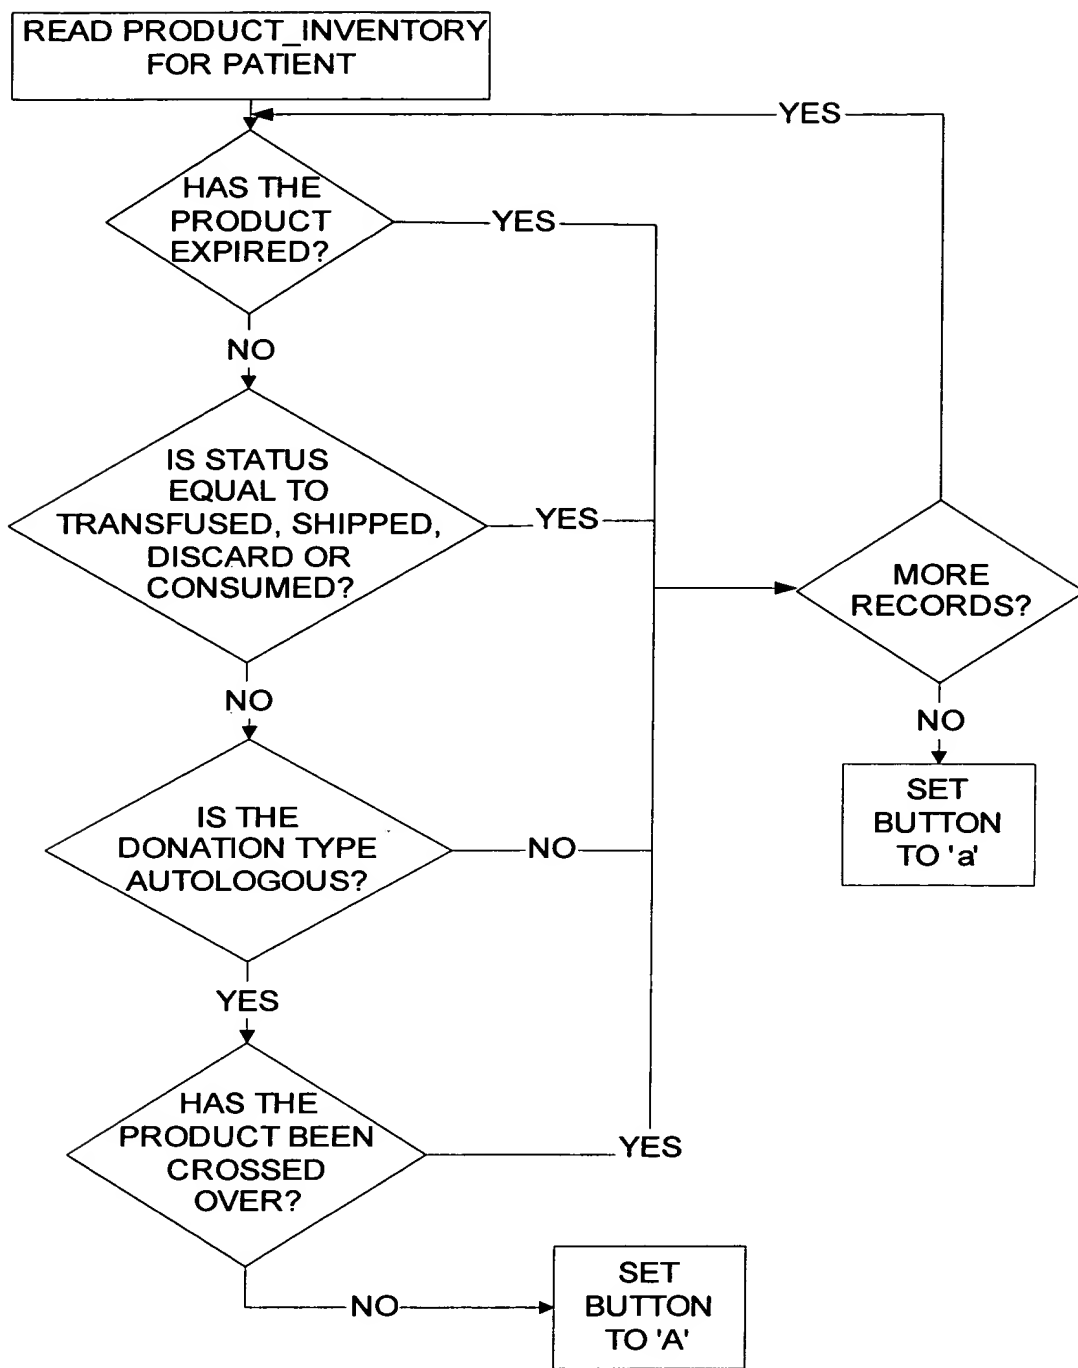 READ PRODUCT_INVENTORY
FOR PATIENT
YES
HAS THE
PRODUCT
EXPIRED?
YES
NO
IS STATUS
EQUAL TO
TRANSFUSED, SHIPPED,
DISCARD OR
CONSUMED?
YES
MORE
RECORDS?
NO
NO
SET
BUTTON
TO 'a'
IS THE
DONATION TYPE
AUTOLOGOUS?
NO
YES
HAS THE
PRODUCT BEEN
CROSSED
OVER?
YES
NO
SET
BUTTON
TO 'A'